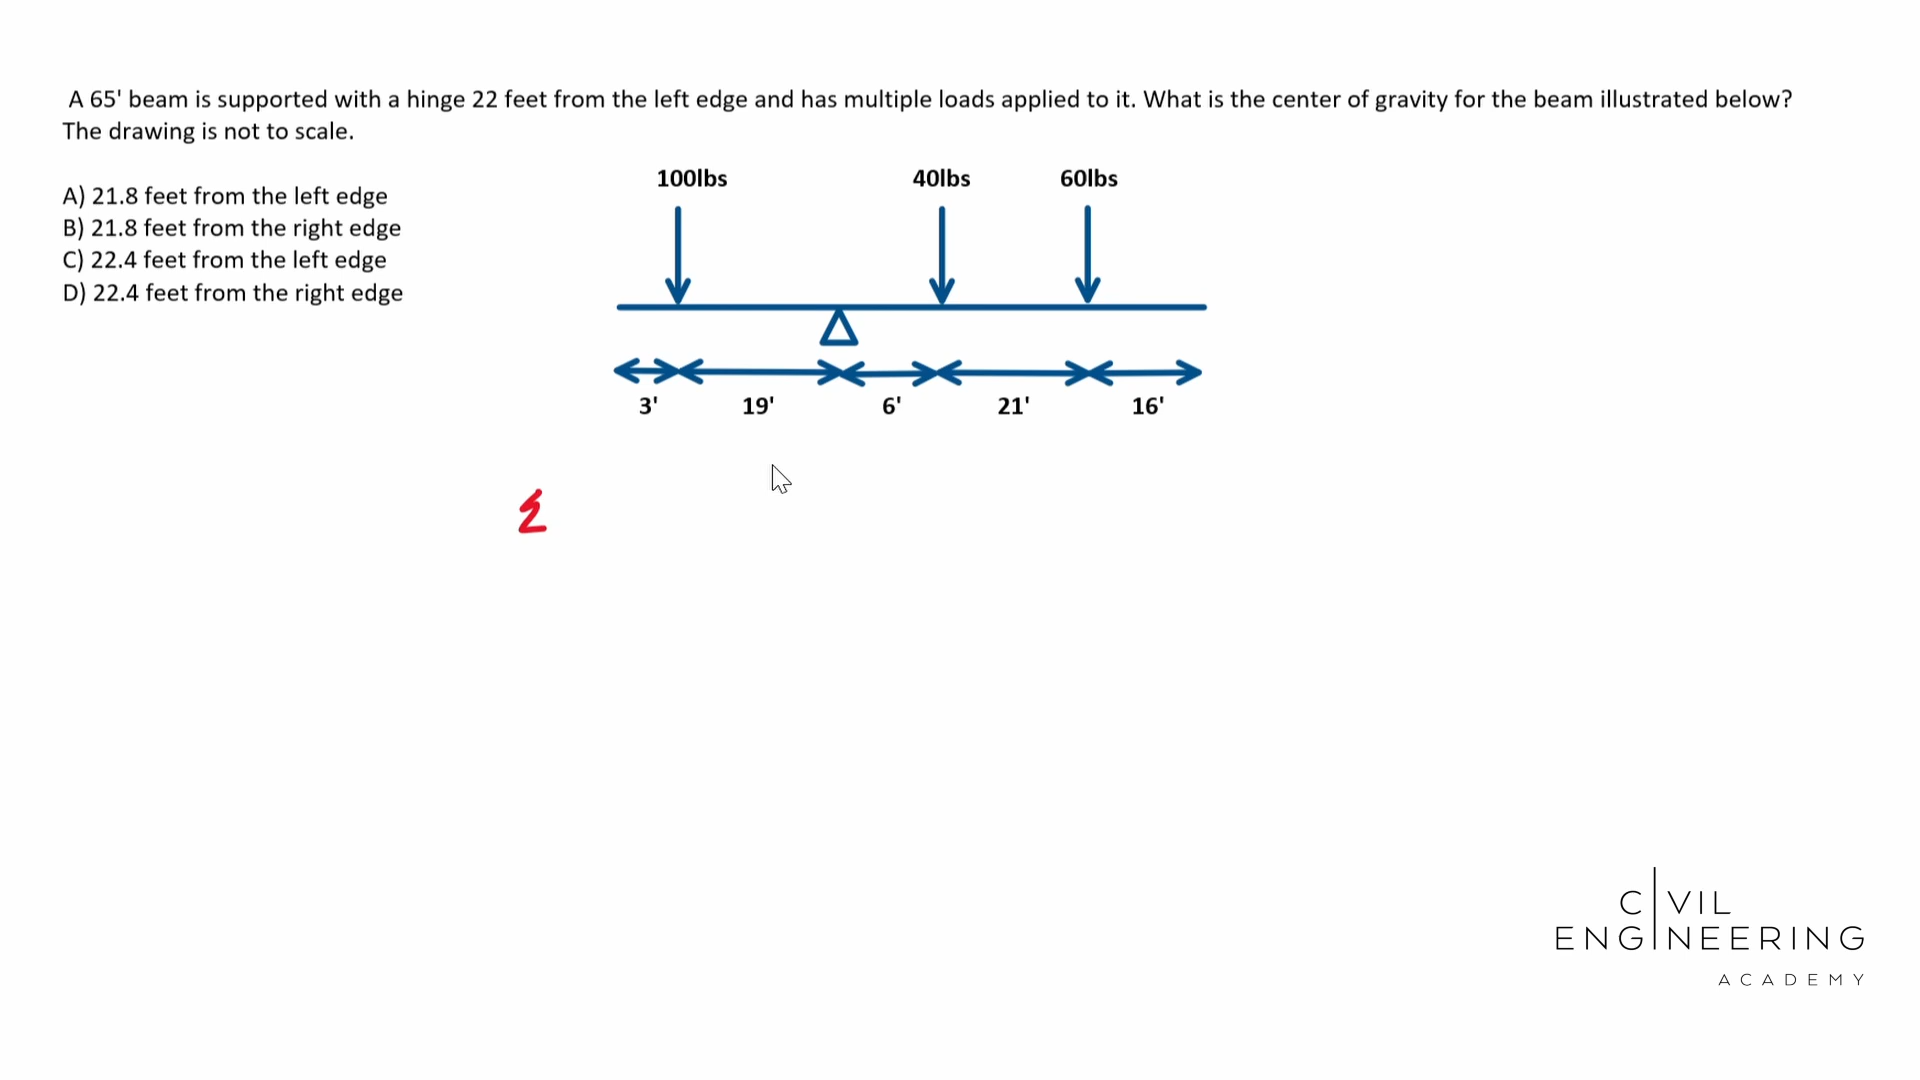 A 65' beam is supported with a hinge 22 feet from the left edge and has multiple loads applied to it. What is the center of gravity for the beam illustrated below?
The drawing is not to scale.
A) 21.8 feet from the left edge
B) 21.8 feet from the right edge
C) 22.4 feet from the left edge
D) 22.4 feet from the right edge
100lbs 40lbs 60lbs
3' 19' 6' 21' 16'
Σ
CIVIL
ENGINEERING
ACADEMY